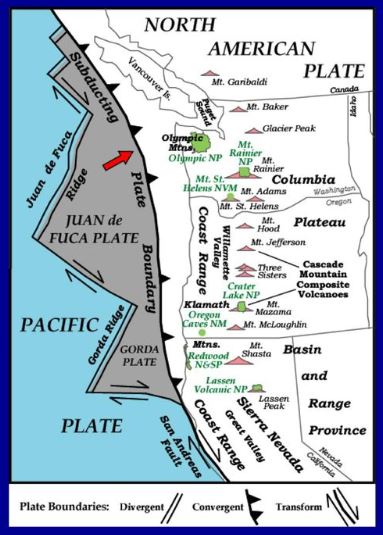 NORTH
AMERICAN
PLATE
Vancouver Is.
Mt. Garibaldi
Canada
Subducting
Plate
Boundary
Puget
Sound
Mt. Baker
Idaho
Glacier Peak
Olympic
Mtns.
Olympic NP
Mt.
Rainier
NP
Mt.
Rainier
Juan de Fuca
Ridge
Mt. St.
Helens NVM
Columbia
Mt. Adams
Washington
Oregon
Mt. St. Helens
JUAN de
FUCA PLATE
Coast Range
Willamette
Valley
Mt.
Hood
Plateau
Mt. Jefferson
Three
Sisters
Cascade
Mountain
Composite
Volcanoes
Crater
Lake NP
PACIFIC
Gorda Ridge
Klamath
Mt.
Mazama
Oregon
Caves NM
Mt. McLoughlin
Mtns.
GORDA
PLATE
Redwood
N&SP
Mt.
Shasta
Basin
and
Range
Province
Lassen
Volcanic NP
Lassen
Peak
PLATE
San Andreas
Fault
Coast Range
Great Valley
Sierra Nevada
Nevada
California
Plate Boundaries:
Divergent
Convergent
Transform